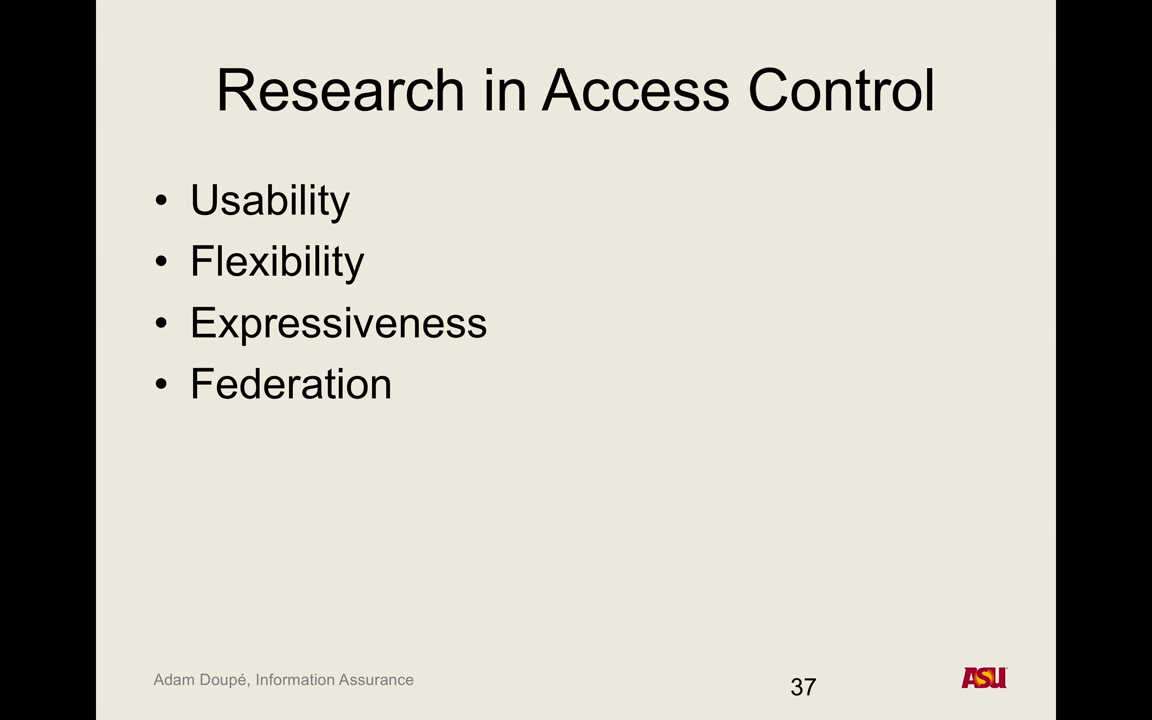 Research in Access Control
• Usability
• Flexibility
• Expressiveness
• Federation
Adam Doupé, Information Assurance
37
ASU